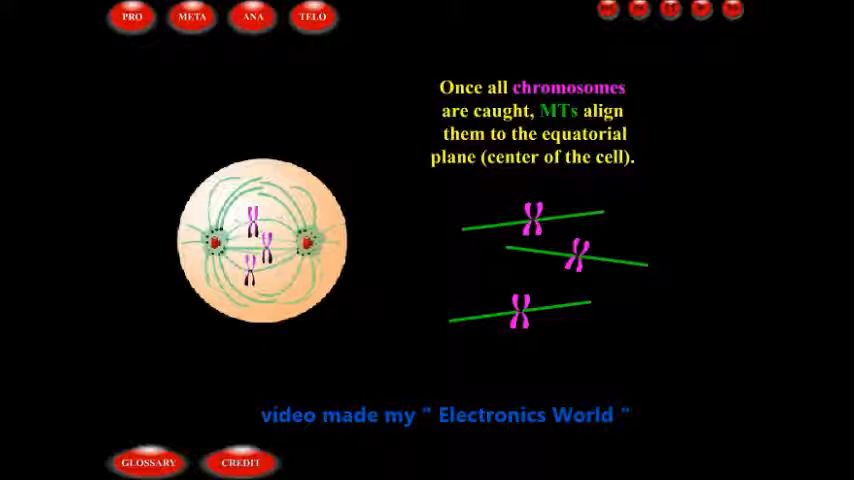 PRO META ANA TELO
Once all chromosomes
are caught, MTs align
them to the equatorial
plane (center of the cell).
video made my " Electronics World "
GLOSSARY CREDIT